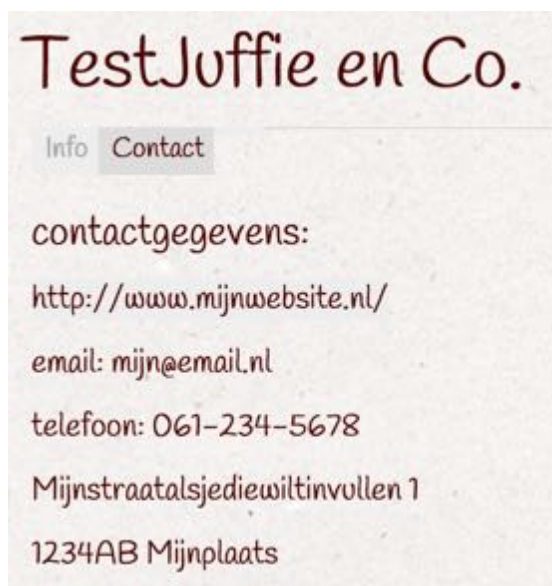 TestJuffie en Co.
Info Contact
contactgegevens:
http://www.mijnwebsite.nl/
email: mijn@email.nl
telefoon: 061-234-5678
Mijnstraatalsjediewiltinvullen 1
1234AB Mijnplaats